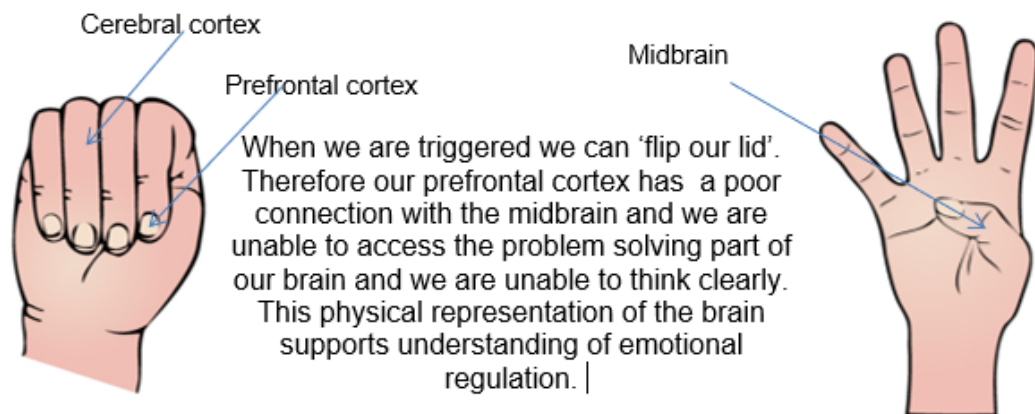 Cerebral cortex
Prefrontal cortex
Midbrain
When we are triggered we can ‘flip our lid’.
Therefore our prefrontal cortex has  a poor
connection with the midbrain and we are
unable to access the problem solving part of
our brain and we are unable to think clearly.
This physical representation of the brain
supports understanding of emotional
regulation.